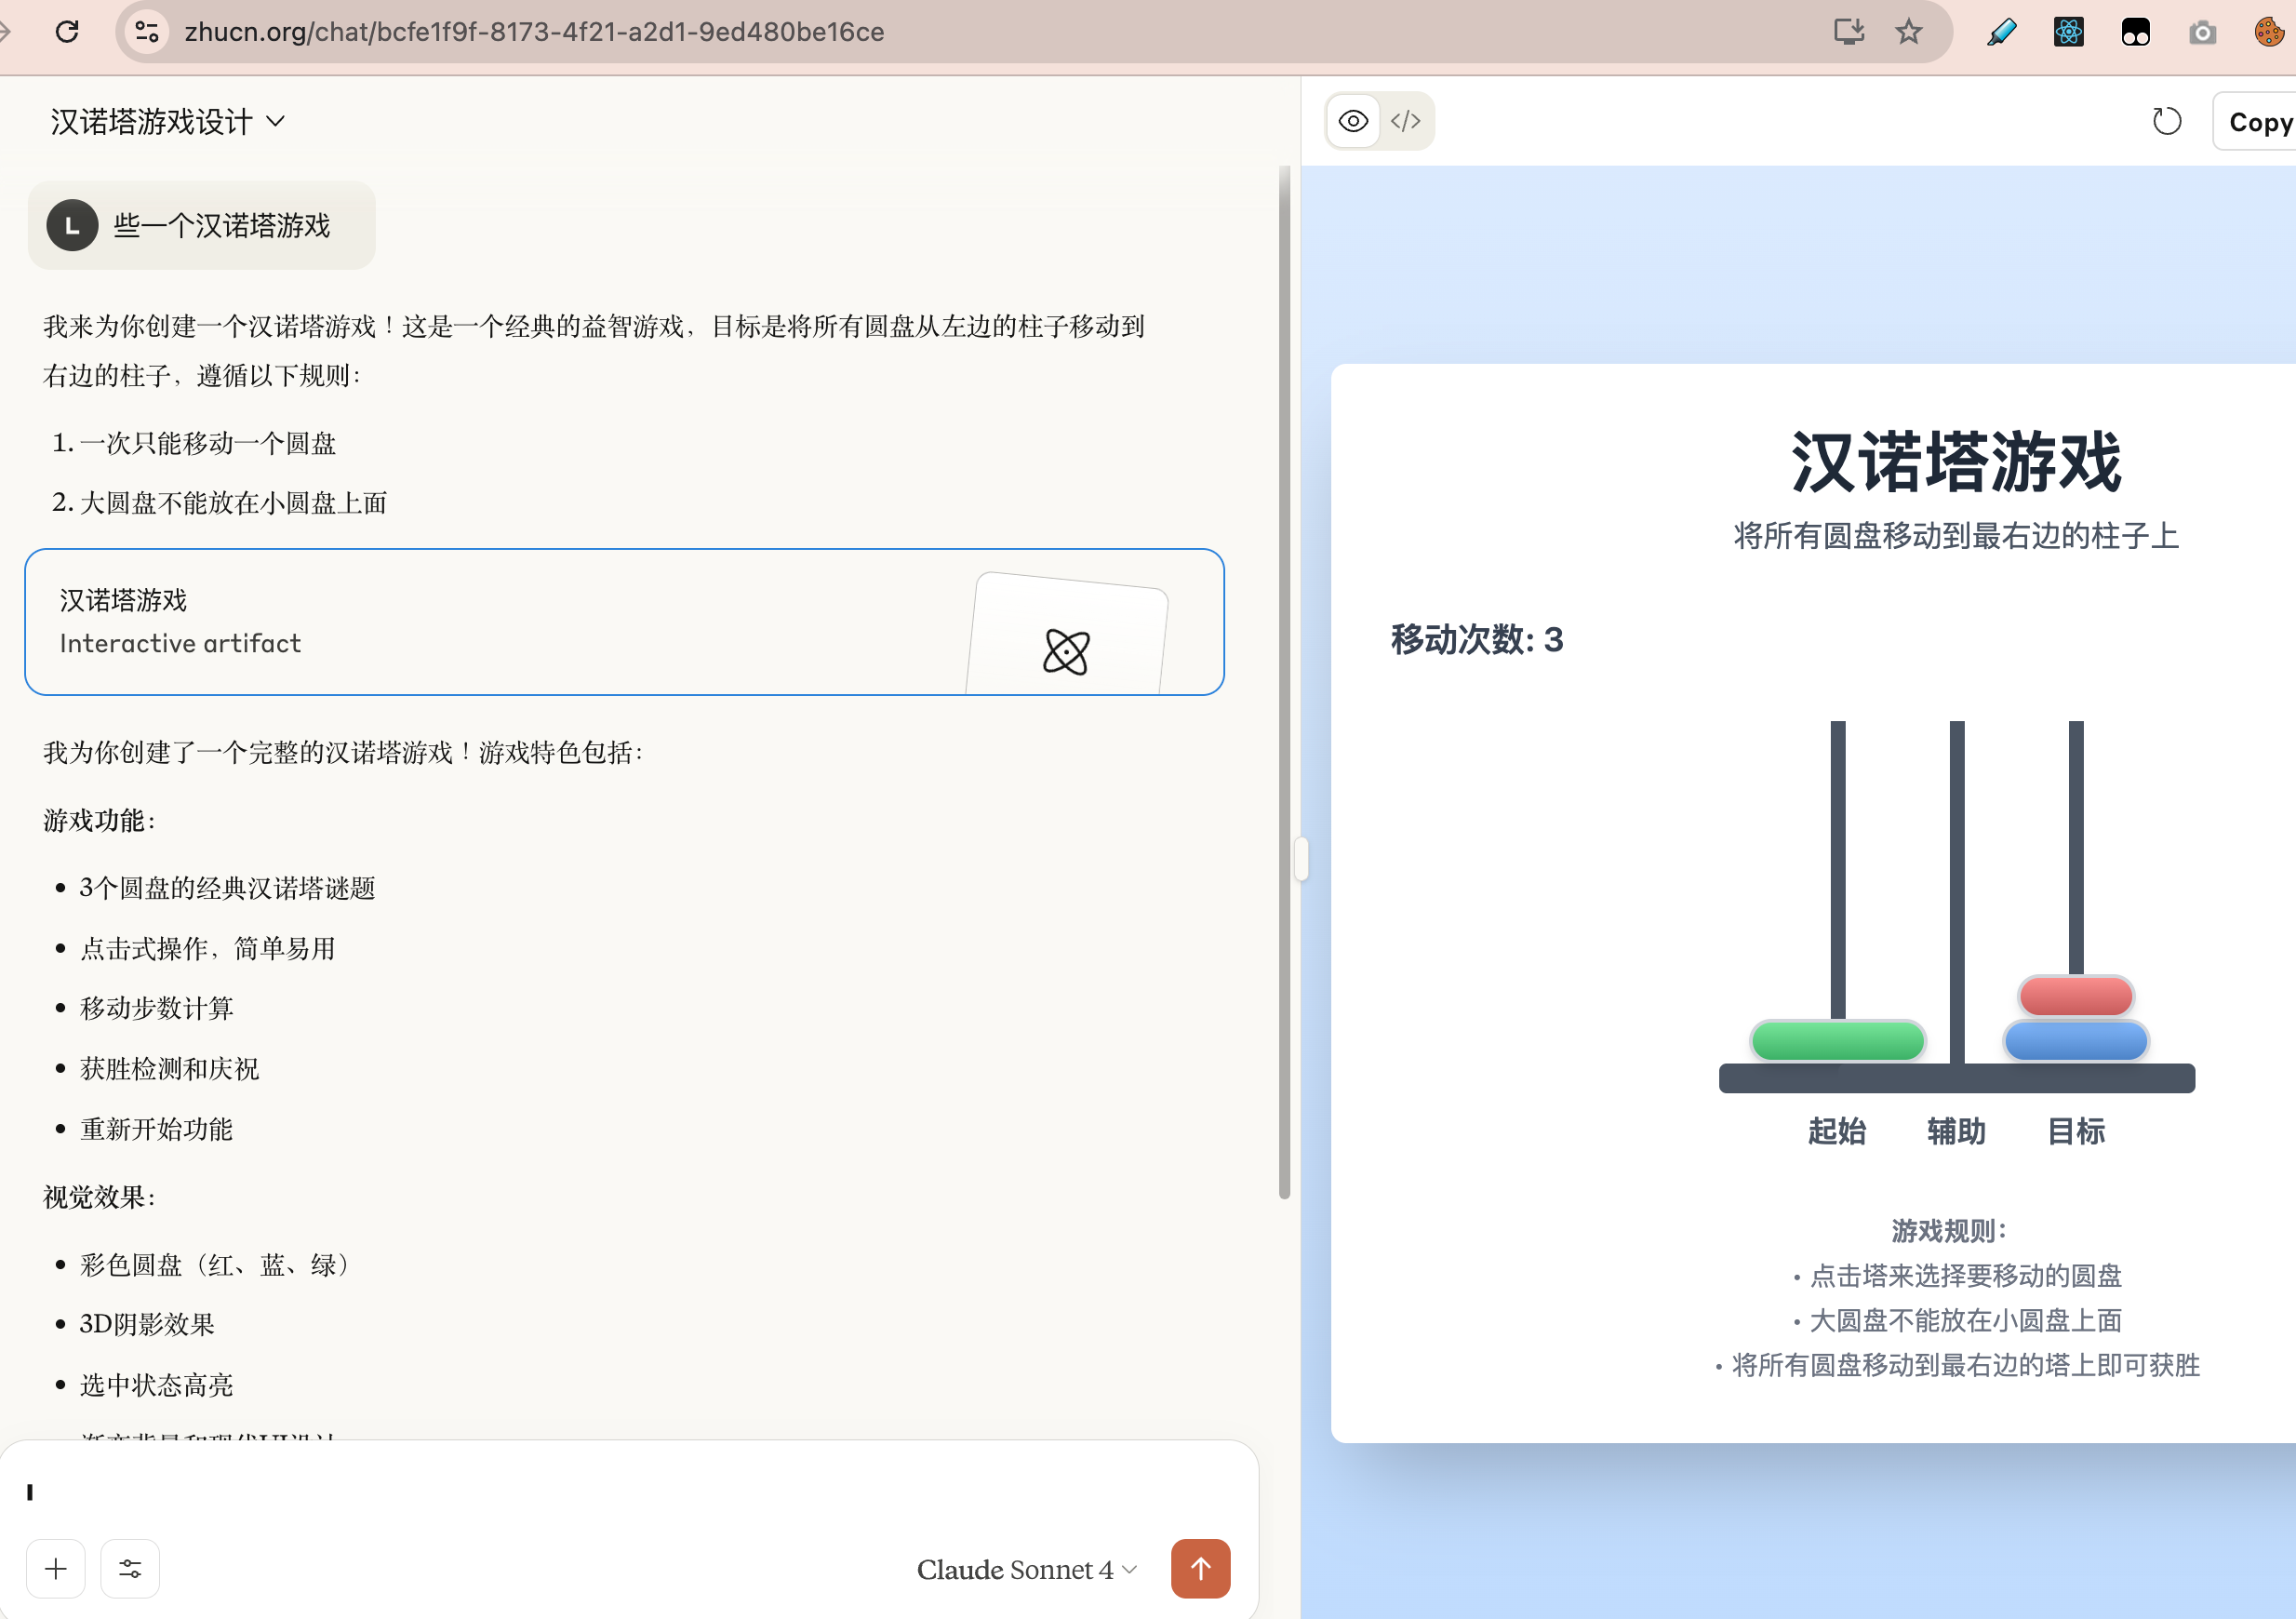 zhucn.org/chat/bcfe1f9f-8173-4f21-a2d1-9ed480be16ce
汉诺塔游戏设计
L 些一个汉诺塔游戏
我来为你创建一个汉诺塔游戏！这是一个经典的益智游戏，目标是将所有圆盘从左边的柱子移动到
右边的柱子，遵循以下规则：
1. 一次只能移动一个圆盘
2. 大圆盘不能放在小圆盘上面
汉诺塔游戏
Interactive artifact
我为你创建了一个完整的汉诺塔游戏！游戏特色包括：
游戏功能：
• 3个圆盘的经典汉诺塔谜题
• 点击式操作，简单易用
• 移动步数计算
• 获胜检测和庆祝
• 重新开始功能
视觉效果：
• 彩色圆盘（红、蓝、绿）
• 3D阴影效果
• 选中状态高亮
Claude Sonnet 4
Copy
汉诺塔游戏
将所有圆盘移动到最右边的柱子上
移动次数: 3
起始 辅助 目标
游戏规则：
• 点击塔来选择要移动的圆盘
• 大圆盘不能放在小圆盘上面
• 将所有圆盘移动到最右边的塔上即可获胜